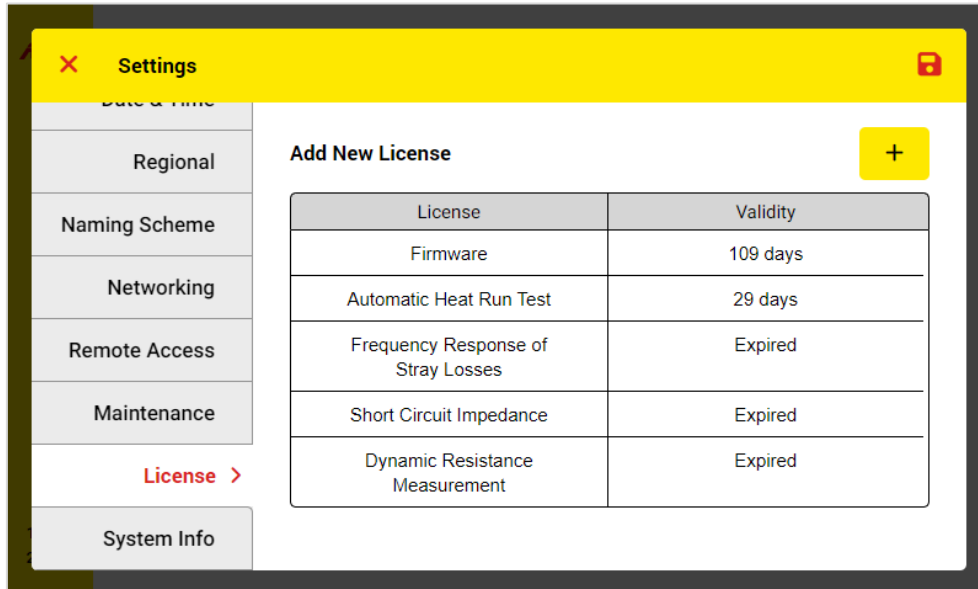 Settings
Date & Time
Regional
Naming Scheme
Networking
Remote Access
Maintenance
License
System Info
Add New License
License Validity
Firmware 109 days
Automatic Heat Run Test 29 days
Frequency Response of Expired
Stray Losses
Short Circuit Impedance Expired
Dynamic Resistance Expired
Measurement